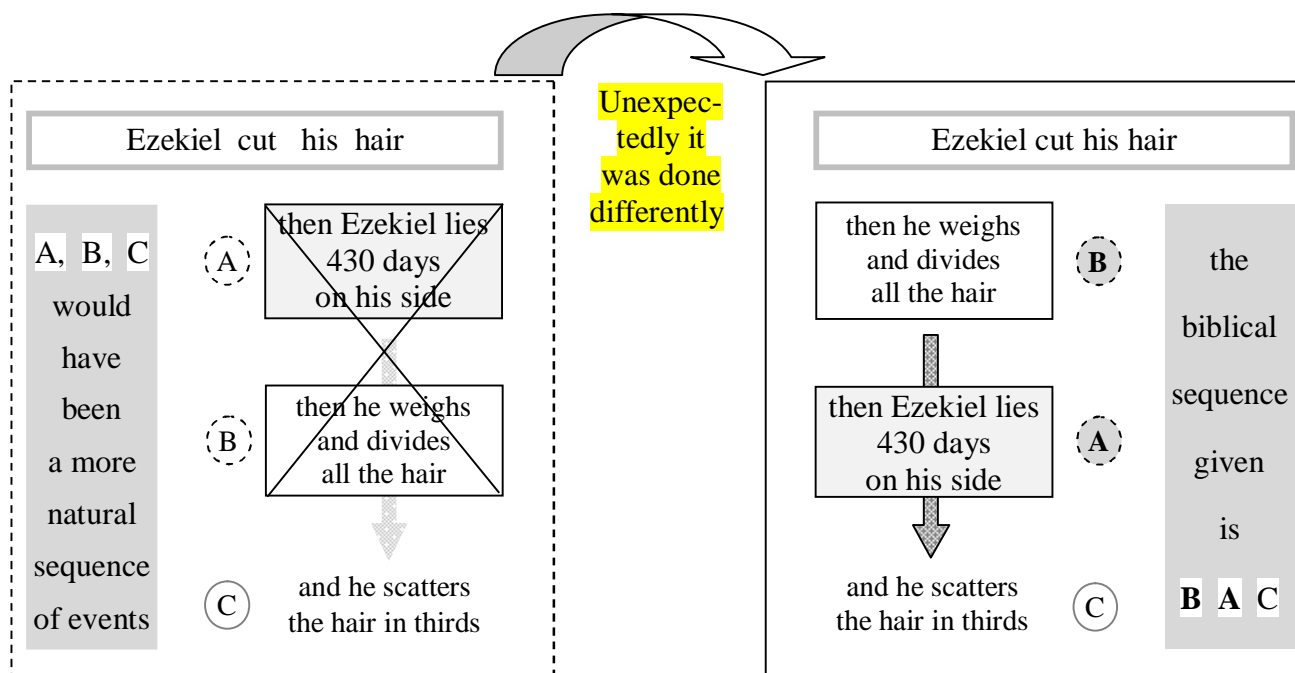 Unexpec-
tedly it
was done
differently
Ezekiel cut his hair
A, B, C
would
have
been
a more
natural
sequence
of events
A
then Ezekiel lies
430 days
on his side
B
then he weighs
and divides
all the hair
C
and he scatters
the hair in thirds
Ezekiel cut his hair
then he weighs
and divides
all the hair
B
then Ezekiel lies
430 days
on his side
A
and he scatters
the hair in thirds
C
the
biblical
sequence
given
is
B A C